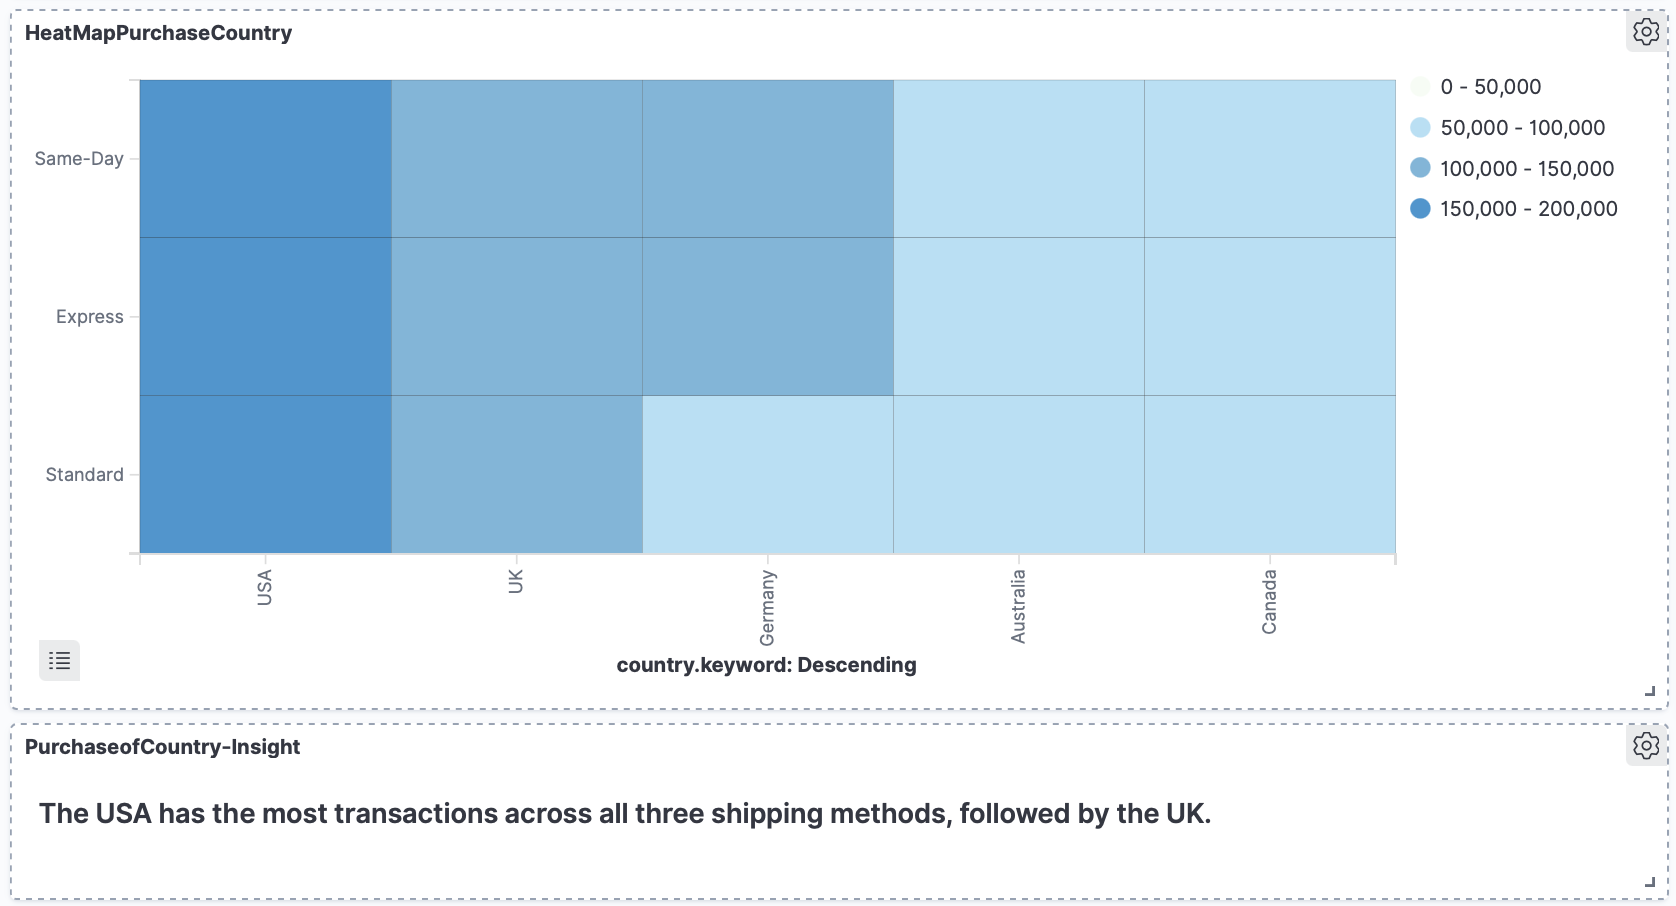 HeatMapPurchaseCountry
0 - 50,000
50,000 - 100,000
100,000 - 150,000
150,000 - 200,000
Same-Day
Express
Standard
USA
UK
Germany
Australia
Canada
country.keyword: Descending
PurchaseofCountry-Insight
The USA has the most transactions across all three shipping methods, followed by the UK.